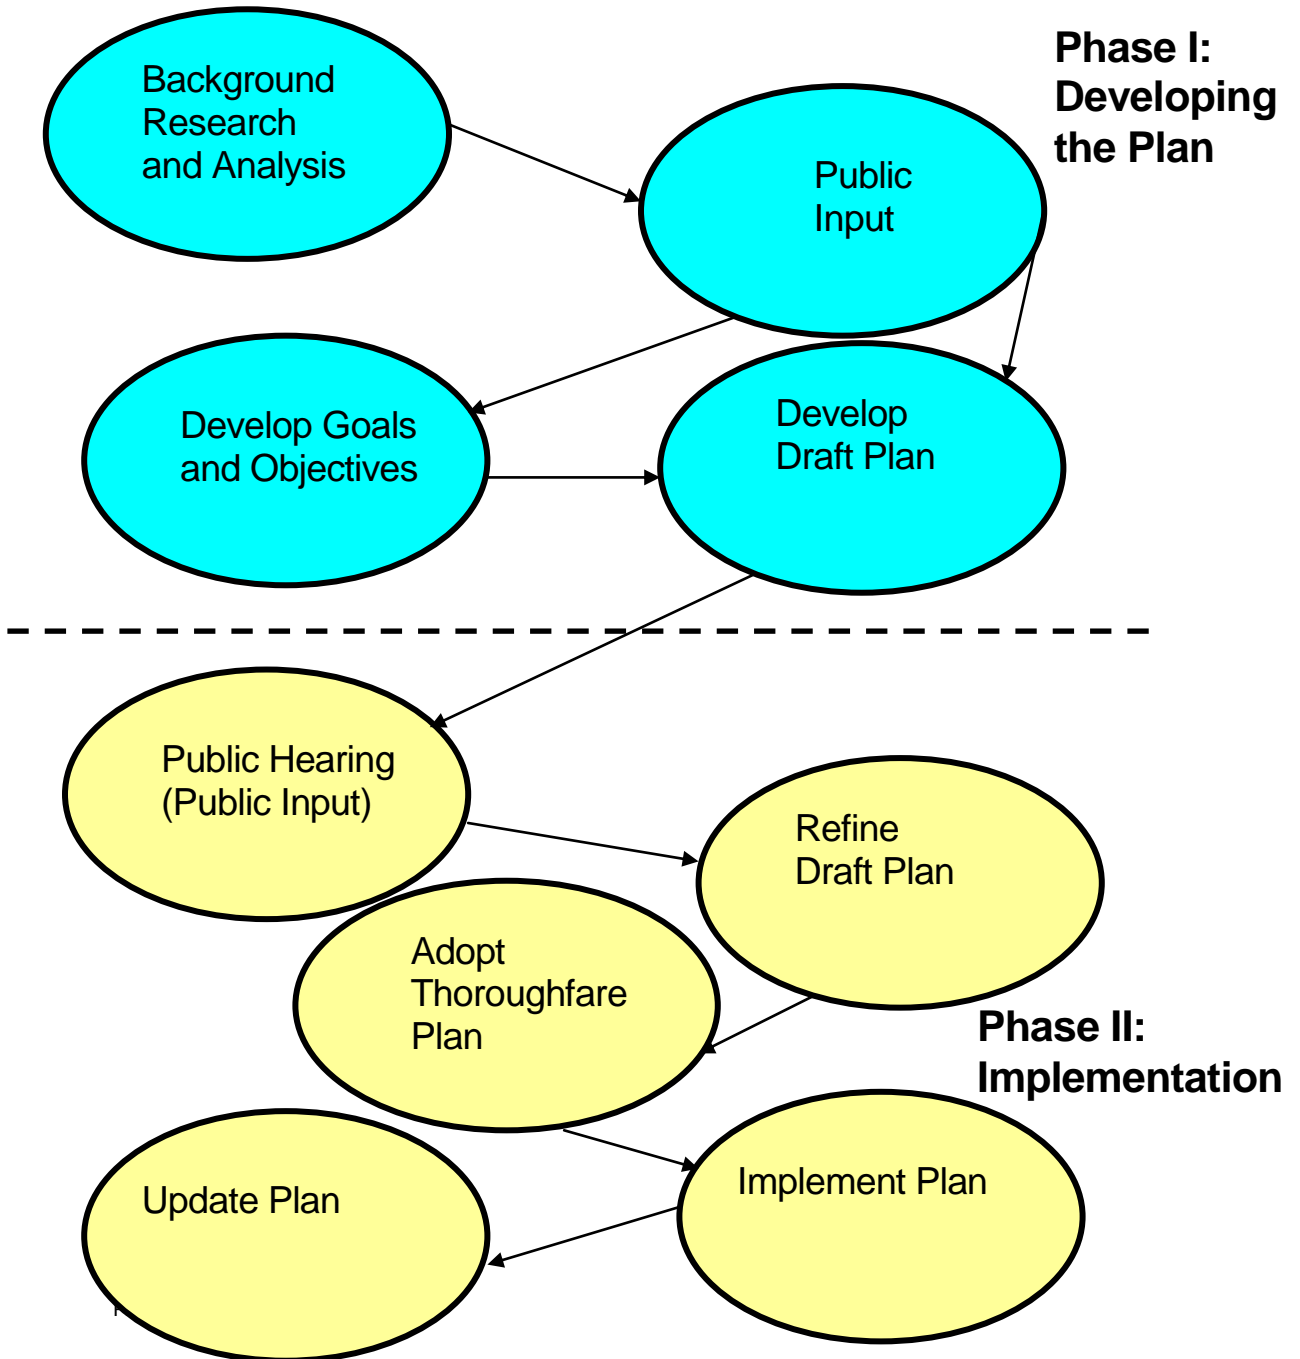 Background
Research
and Analysis
Phase I:
Developing
the Plan
Public
Input
Develop Goals
and Objectives
Develop
Draft Plan
Public Hearing
(Public Input)
Refine
Draft Plan
Adopt
Thoroughfare
Plan
Phase II:
Implementation
Implement Plan
Update Plan